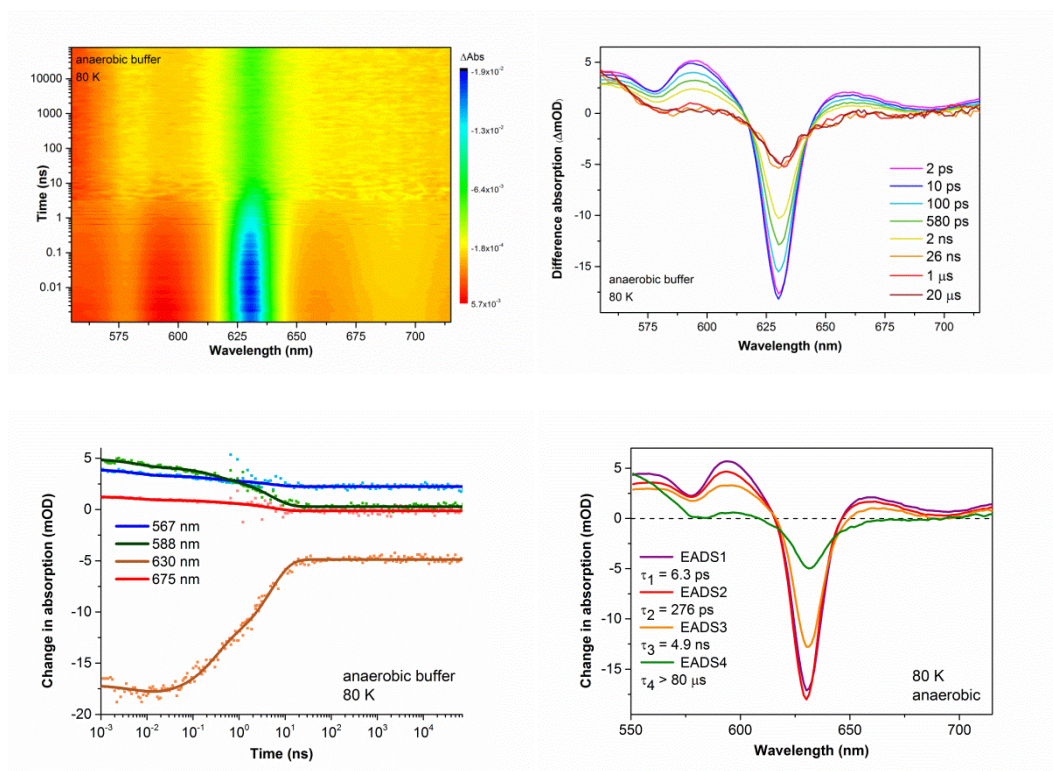 anaerobic buffer
80 K
10000
1000
100
10
1
0.1
0.01
Time (ns)
575 600 625 650 675 700
Wavelength (nm)
ΔAbs
-1.9x10⁻²
-1.3x10⁻²
-6.4x10⁻³
-1.8x10⁻⁴
5.7x10⁻³
5
0
-5
-10
-15
Difference absorption (ΔmOD)
2 ps
10 ps
100 ps
580 ps
2 ns
26 ns
1 μs
20 μs
anaerobic buffer
80 K
575 600 625 650 675 700
Wavelength (nm)
5
0
-5
-10
-15
-20
Change in absorption (mOD)
567 nm
588 nm
630 nm
675 nm
anaerobic buffer
80 K
10⁻³ 10⁻² 10⁻¹ 10⁰ 10¹ 10² 10³ 10⁴
Time (ns)
5
0
-5
-10
-15
-20
Change in absorption (mOD)
EADS1
τ₁ = 6.3 ps
EADS2
τ₂ = 276 ps
EADS3
τ₃ = 4.9 ns
EADS4
τ₄ > 80 μs
80 K
anaerobic
550 600 650 700
Wavelength (nm)